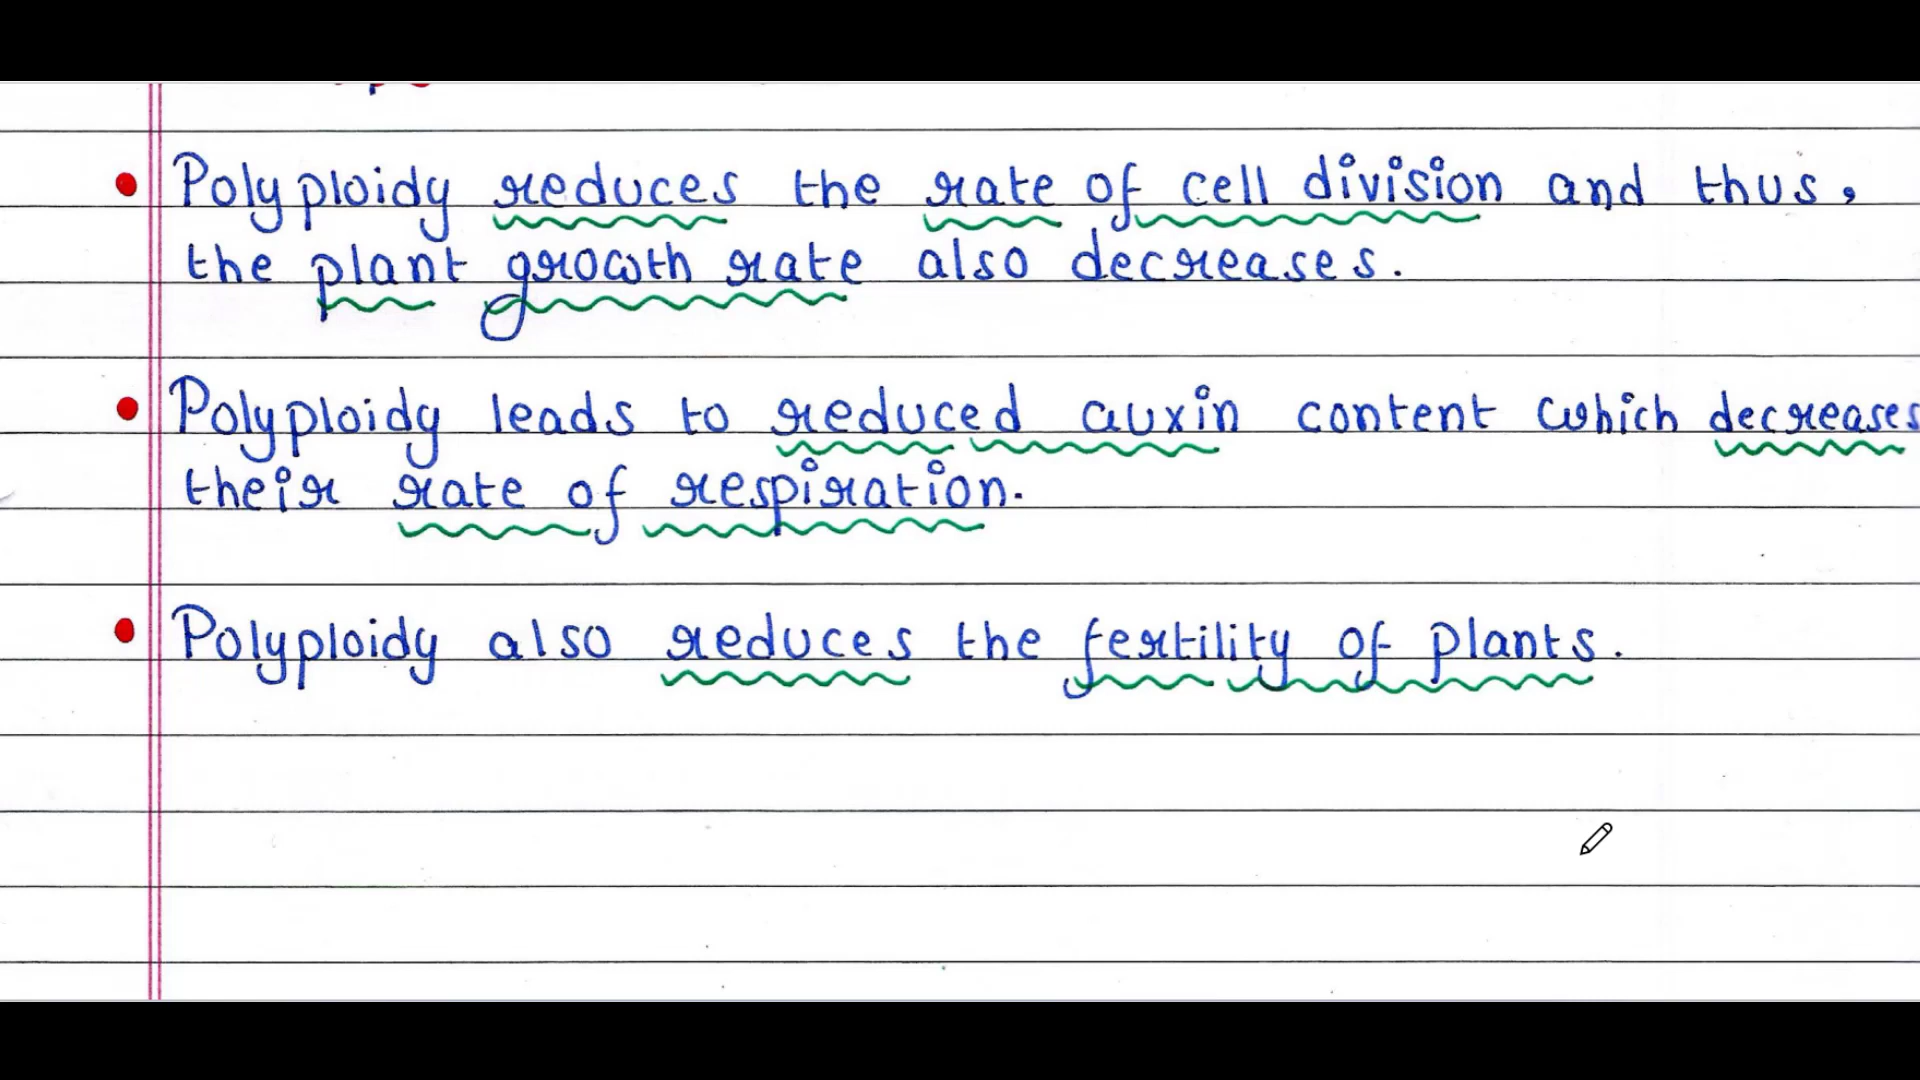 • Polyploidy reduces the rate of cell division and thus,
the plant growth rate also decreases.
• Polyploidy leads to reduced auxin content which decreases
their rate of respiration.
• Polyploidy also reduces the fertility of plants.